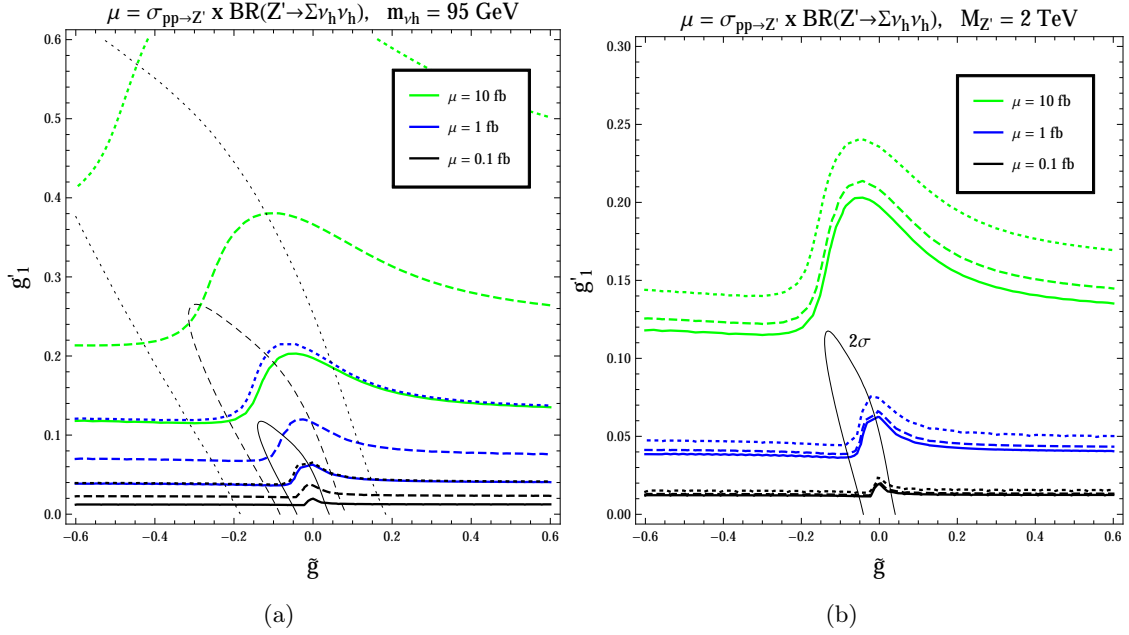 μ = σpp→Z' x BR(Z'→Σνhνh), mνh = 95 GeV
0.6
0.5
0.4
0.3
0.2
0.1
0.0
g'1
μ = 10 fb
μ = 1 fb
μ = 0.1 fb
−0.6 −0.4 −0.2 0.0 0.2 0.4 0.6
g̃
(a)
μ = σpp→Z' x BR(Z'→Σνhνh), MZ' = 2 TeV
0.30
0.25
0.20
0.15
0.10
0.05
0.00
g'1
μ = 10 fb
μ = 1 fb
μ = 0.1 fb
2σ
−0.6 −0.4 −0.2 0.0 0.2 0.4 0.6
g̃
(b)